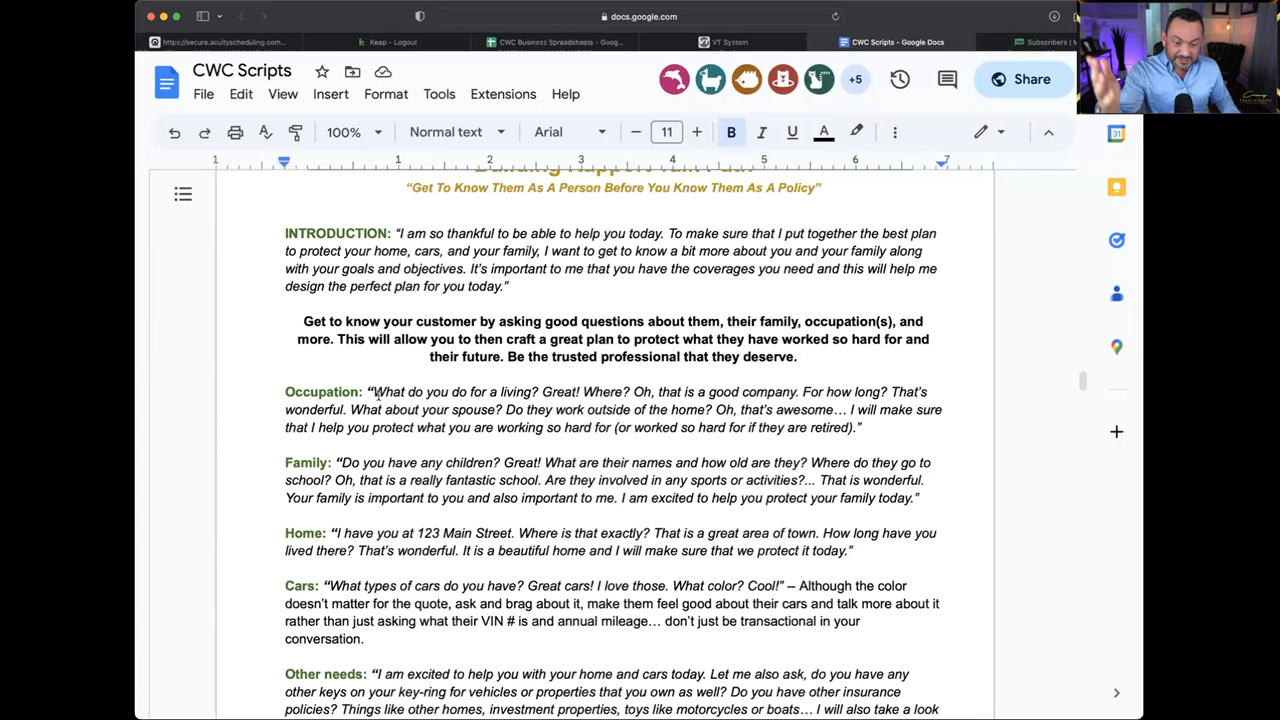 docs.google.com
https://secure.acuityscheduling.com...
Keap - Logout
CWC Business Spreadsheets - Goog...
VT System
CWC Scripts - Google Docs
Subscribers | M
CWC Scripts
+5
Share
File Edit View Insert Format Tools Extensions Help
100% Normal text Arial 11 B I U A
1 1 2 3 4 5 6 7
“Get To Know Them As A Person Before You Know Them As A Policy”
INTRODUCTION: “I am so thankful to be able to help you today. To make sure that I put together the best plan
to protect your home, cars, and your family, I want to get to know a bit more about you and your family along
with your goals and objectives. It’s important to me that you have the coverages you need and this will help me
design the perfect plan for you today.”
Get to know your customer by asking good questions about them, their family, occupation(s), and
more. This will allow you to then craft a great plan to protect what they have worked so hard for and
their future. Be the trusted professional that they deserve.
Occupation: “What do you do for a living? Great! Where? Oh, that is a good company. For how long? That’s
wonderful. What about your spouse? Do they work outside of the home? Oh, that’s awesome… I will make sure
that I help you protect what you are working so hard for (or worked so hard for if they are retired).”
Family: “Do you have any children? Great! What are their names and how old are they? Where do they go to
school? Oh, that is a really fantastic school. Are they involved in any sports or activities?... That is wonderful.
Your family is important to you and also important to me. I am excited to help you protect your family today.”
Home: “I have you at 123 Main Street. Where is that exactly? That is a great area of town. How long have you
lived there? That’s wonderful. It is a beautiful home and I will make sure that we protect it today.”
Cars: “What types of cars do you have? Great cars! I love those. What color? Cool!” – Although the color
doesn’t matter for the quote, ask and brag about it, make them feel good about their cars and talk more about it
rather than just asking what their VIN # is and annual mileage… don’t just be transactional in your
conversation.
Other needs: “I am excited to help you with your home and cars today. Let me also ask, do you have any
other keys on your key-ring for vehicles or properties that you own as well? Do you have other insurance
policies? Things like other homes, investment properties, toys like motorcycles or boats… I will also take a look